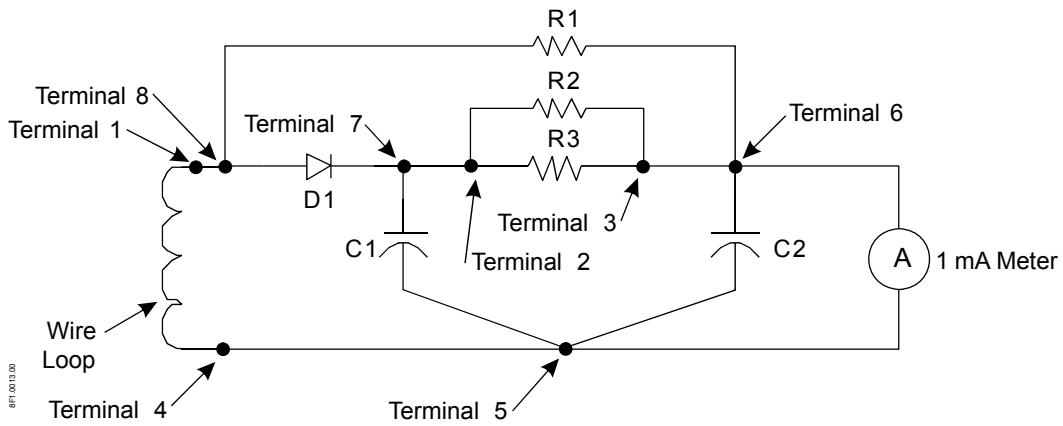 R1
Terminal 8
R2
Terminal 1
Terminal 7
R3
Terminal 6
D1
Terminal 3
C1
Terminal 2
C2
A
1 mA Meter
Wire
Loop
Terminal 4
Terminal 5
8FI1.0013.00